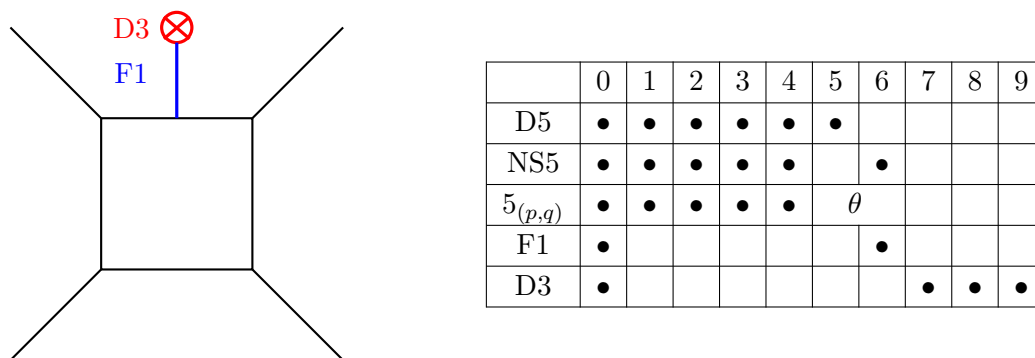 D3
F1
0 1 2 3 4 5 6 7 8 9
D5 • • • • • •
NS5 • • • • • •
5(p,q) • • • • • θ
F1 • •
D3 • • • •